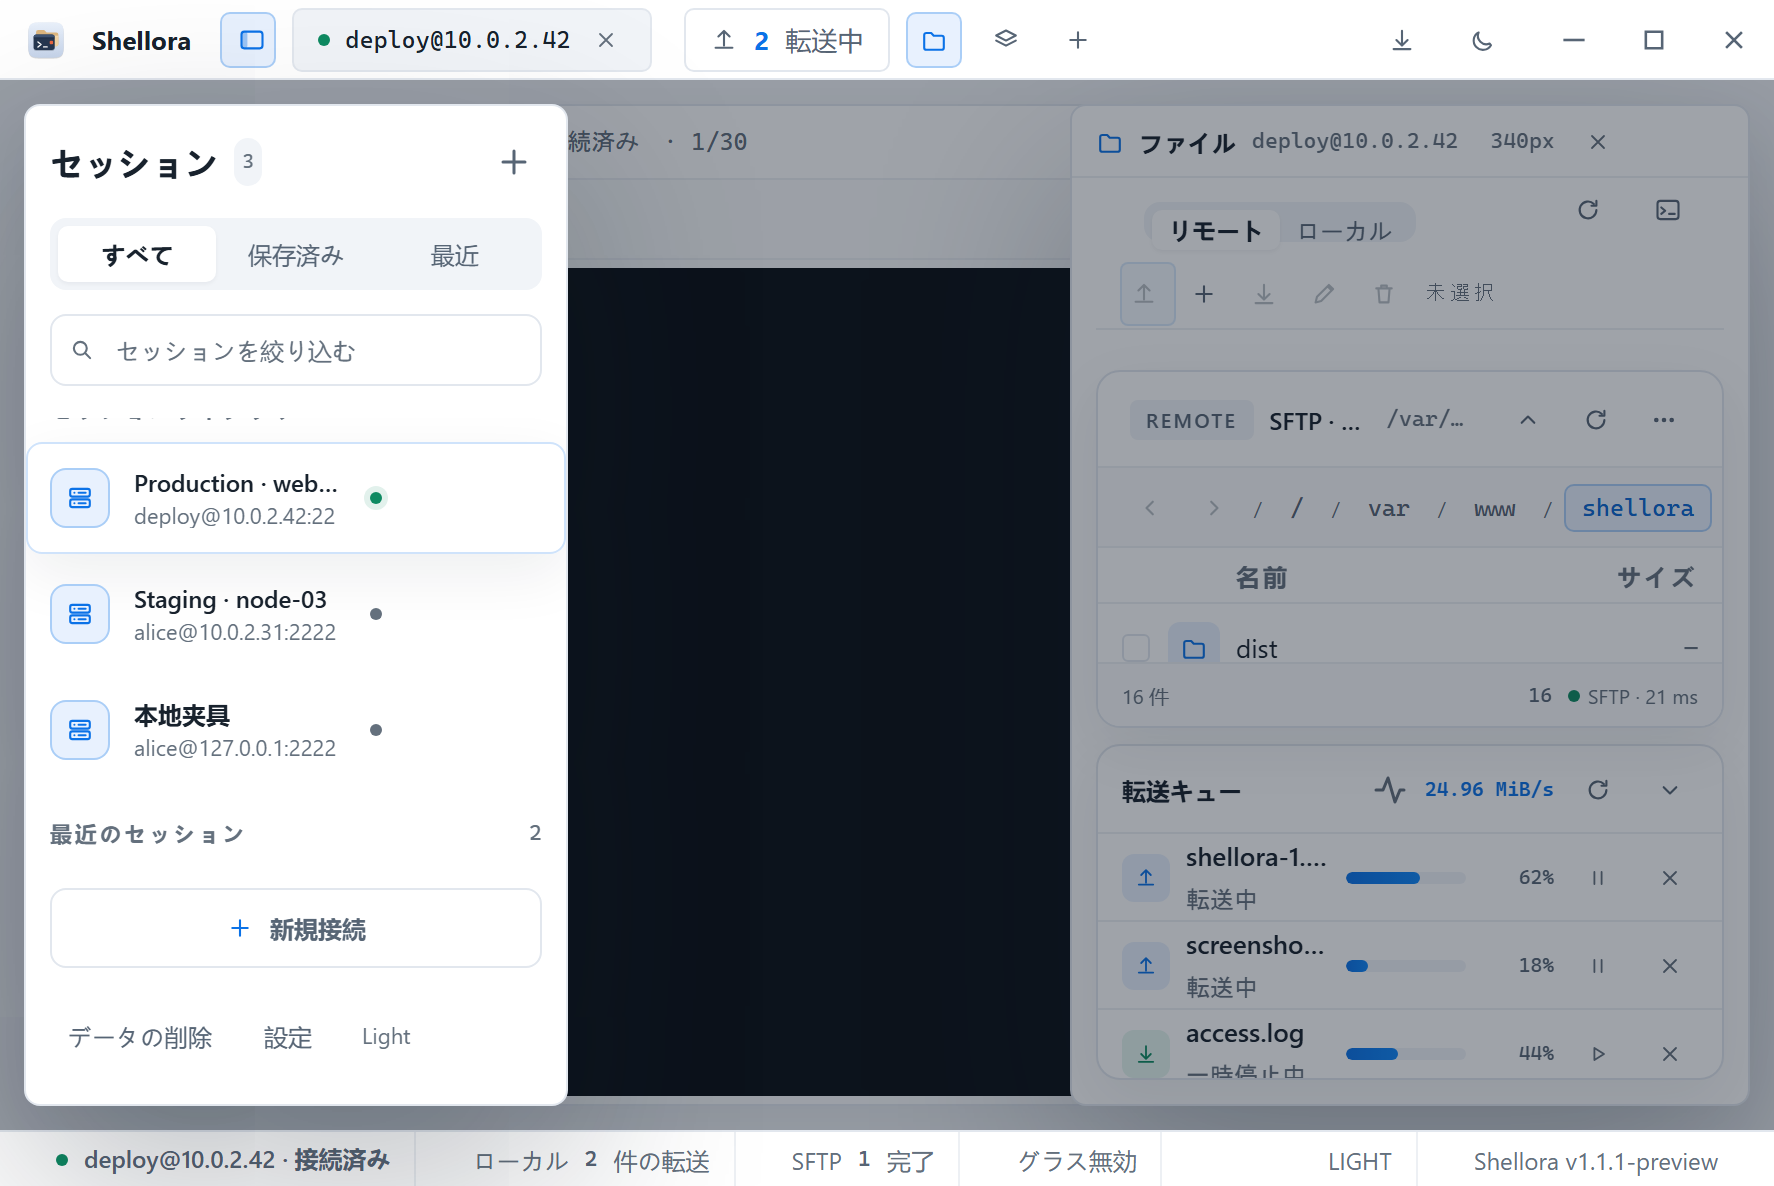 Shellora
deploy@10.0.2.42
2 転送中
セッション 3
すべて 保存済み 最近
セッションを絞り込む
Production · web...
deploy@10.0.2.42:22
Staging · node-03
alice@10.0.2.31:2222
本地夹具
alice@127.0.0.1:2222
最近のセッション 2
新規接続
データの削除 設定 Light
続済み · 1/30
ファイル deploy@10.0.2.42 340px
リモート ローカル
未選択
REMOTE SFTP · ... /var/...
/ / / var / www / shellora
名前 サイズ
dist —
16 件 16 SFTP · 21 ms
転送キュー 24.96 MiB/s
shellora-1.... 62%
転送中
screensho... 18%
転送中
access.log 44%
一時停止中
deploy@10.0.2.42 · 接続済み ローカル 2 件の転送 SFTP 1 完了 グラス無効 LIGHT Shellora v1.1.1-preview